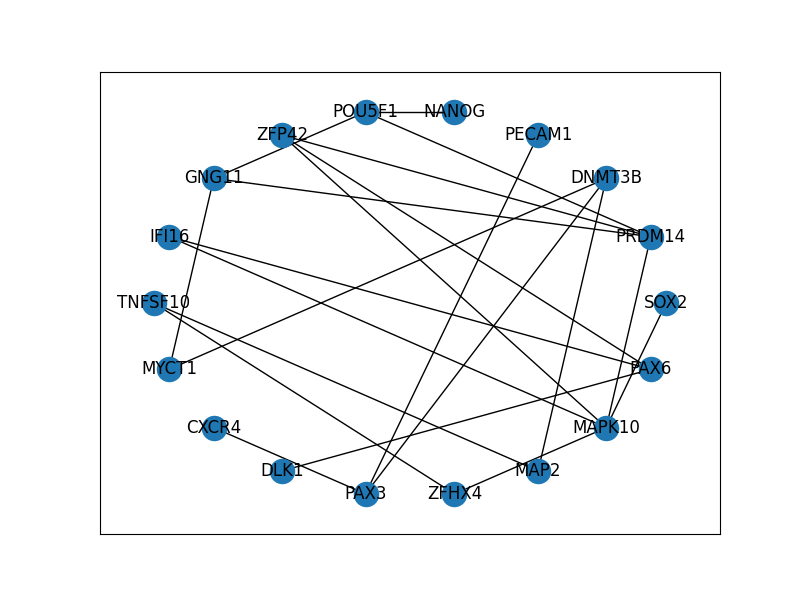 POU5F1 NANOG
ZFP42 PECAM1
GNG11 DNMT3B
IFI16 PRDM14
TNFSF10 SOX2
MYCT1 PAX6
CXCR4 MAPK10
DLK1 MAP2
PAX3 ZFHX4